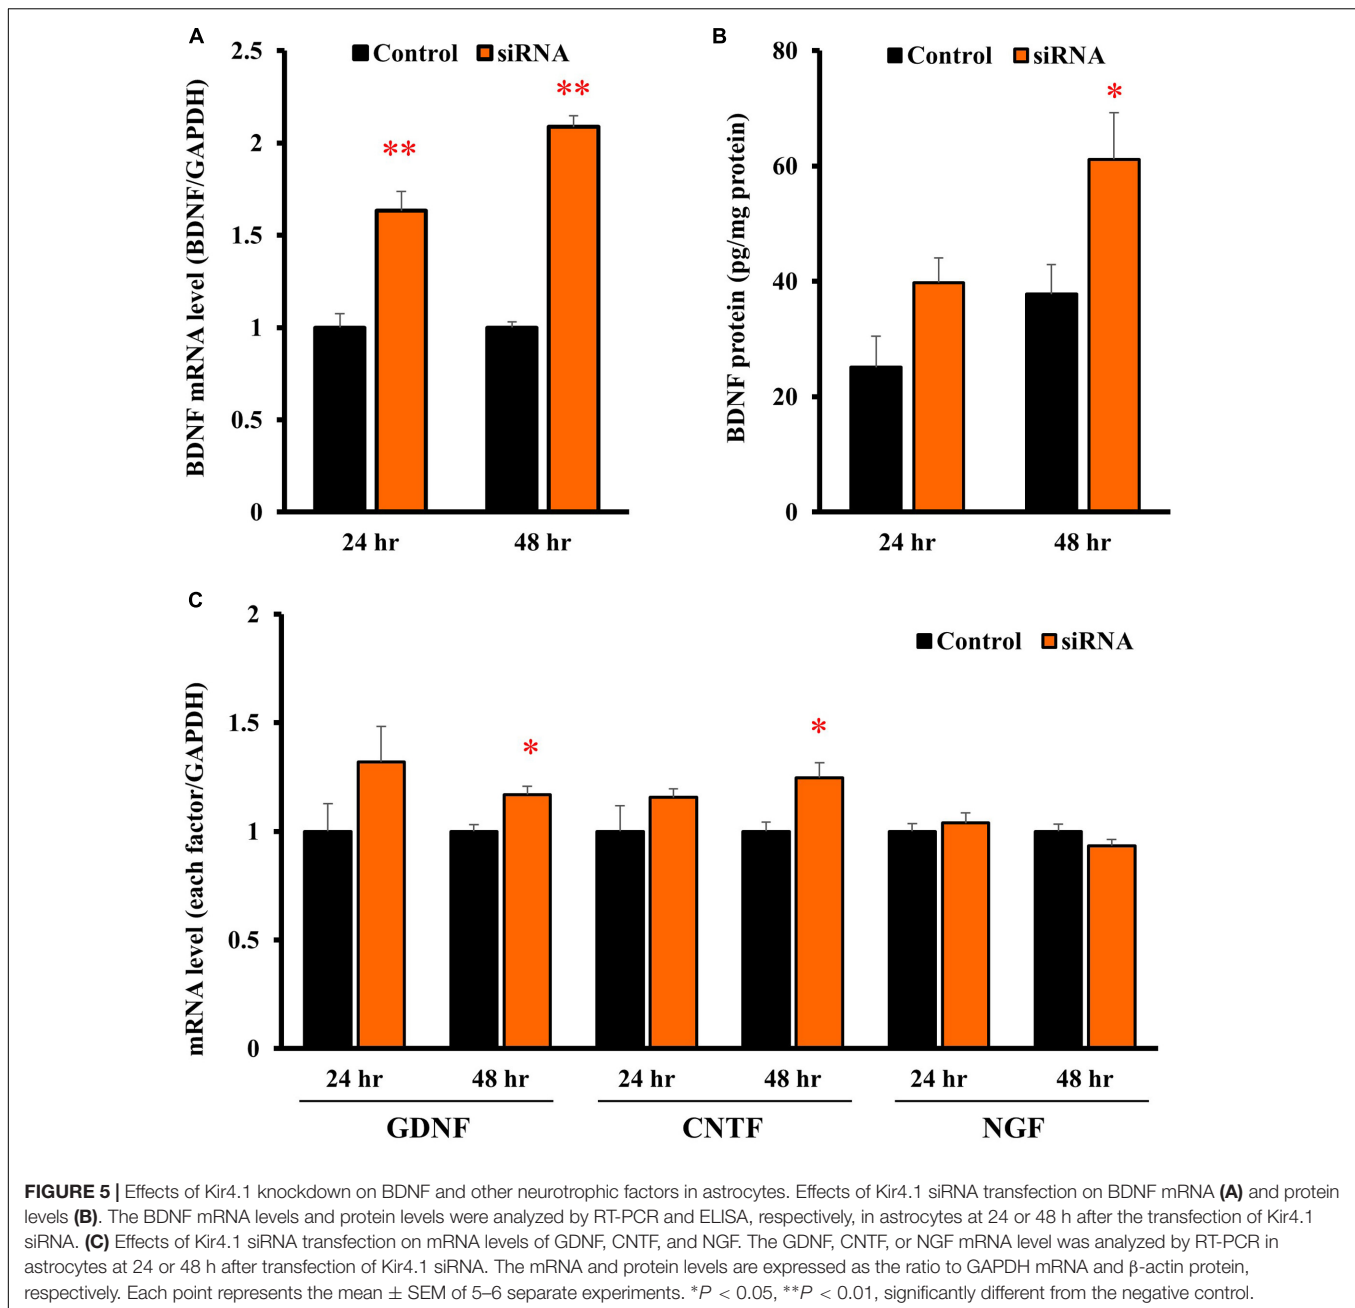 A
2.5
Control siRNA
**
**
2
1.5
1
0.5
0
BDNF mRNA level (BDNF/GAPDH)
24 hr 48 hr
B
80
Control siRNA
*
60
40
20
0
BDNF protein (pg/mg protein)
24 hr 48 hr
C
2
Control siRNA
1.5
*
*
1
0.5
0
mRNA level (each factor/GAPDH)
24 hr 48 hr 24 hr 48 hr 24 hr 48 hr
GDNF CNTF NGF
FIGURE 5 | Effects of Kir4.1 knockdown on BDNF and other neurotrophic factors in astrocytes. Effects of Kir4.1 siRNA transfection on BDNF mRNA (A) and protein
levels (B). The BDNF mRNA levels and protein levels were analyzed by RT-PCR and ELISA, respectively, in astrocytes at 24 or 48 h after the transfection of Kir4.1
siRNA. (C) Effects of Kir4.1 siRNA transfection on mRNA levels of GDNF, CNTF, and NGF. The GDNF, CNTF, or NGF mRNA level was analyzed by RT-PCR in
astrocytes at 24 or 48 h after transfection of Kir4.1 siRNA. The mRNA and protein levels are expressed as the ratio to GAPDH mRNA and β-actin protein,
respectively. Each point represents the mean ± SEM of 5–6 separate experiments. *P < 0.05, **P < 0.01, significantly different from the negative control.